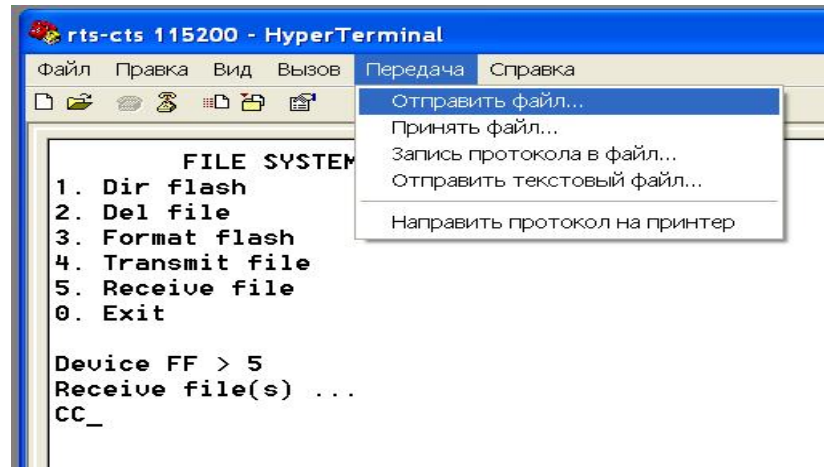 rts-cts 115200 - HyperTerminal
Файл Правка Вид Вызов Передача Справка
Отправить файл...
Принять файл...
Запись протокола в файл...
Отправить текстовый файл...
Направить протокол на принтер
FILE SYSTEM
1. Dir flash
2. Del file
3. Format flash
4. Transmit file
5. Receive file
0. Exit
Device FF > 5
Receive file(s) ...
CC_